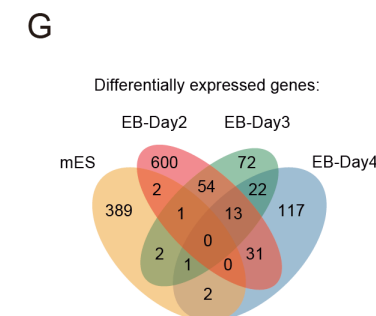 G
Differentially expressed genes:
EB-Day2 EB-Day3
mES 600 72 EB-Day4
2 54 22
389 1 13 117
0
2 1 0 31
2